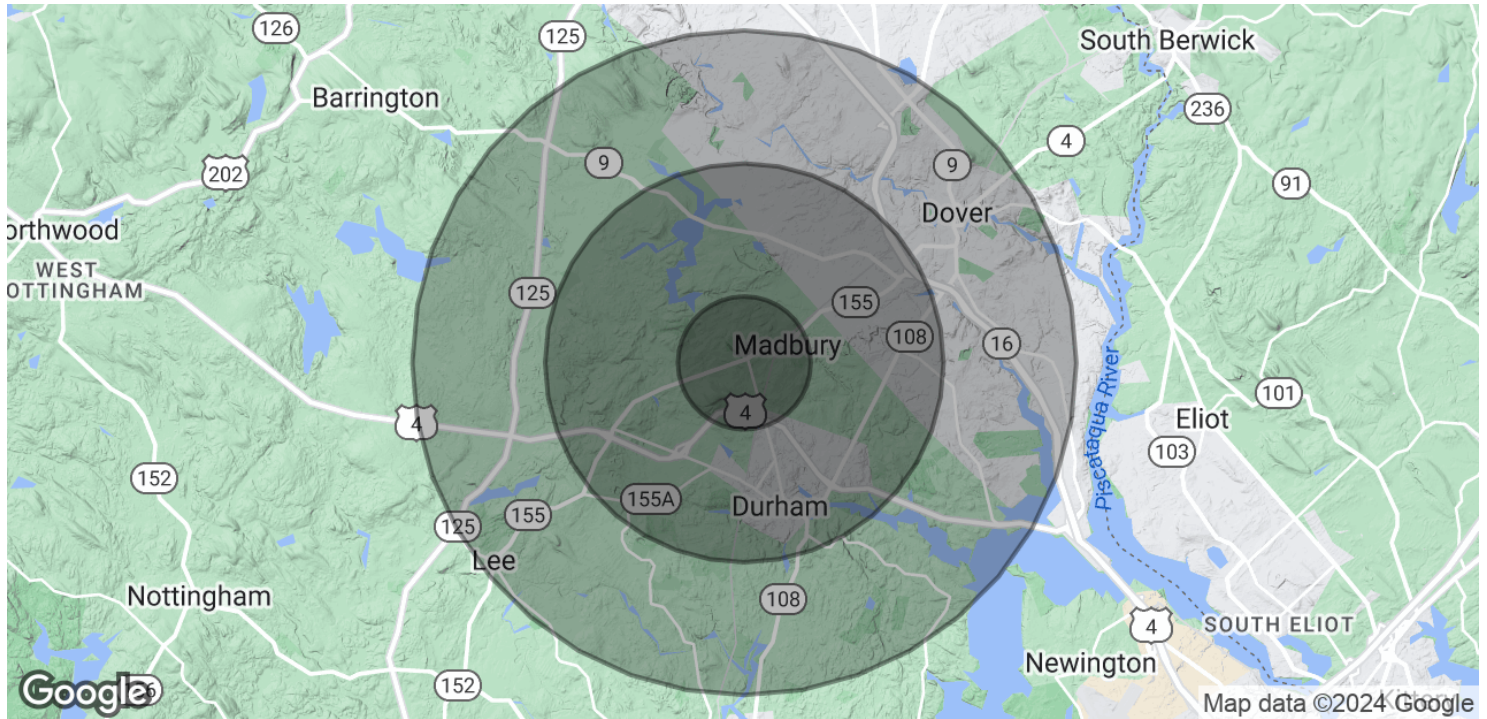 126
125
South Berwick
Barrington
236
4
9
9
202
91
Dover
orthwood
WEST
OTTINGHAM
125
155
108
16
Madbury
101
4
4
Eliot
Piscataqua River
103
152
155A
Durham
125
155
Lee
Nottingham
108
4
SOUTH ELIOT
Newington
152
Google
Map data ©2024 Google